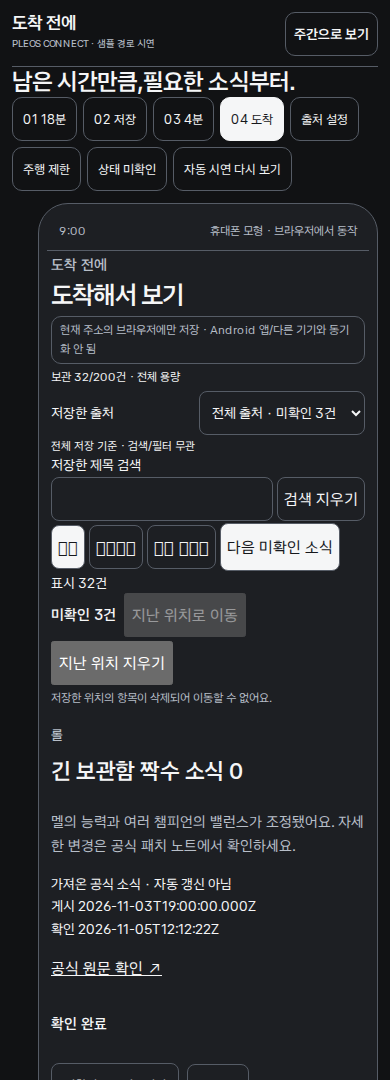 도착 전에
PLEOS CONNECT · 샘플 경로 시연
주간으로 보기
남은 시간만큼,필요한 소식부터.
01 18분
02 저장
03 4분
04 도착
출처 설정
주행 제한
상태 미확인
자동 시연 다시 보기
9:00
휴대폰 모형 · 브라우저에서 동작
도착 전에
도착해서 보기
현재 주소의 브라우저에만 저장 · Android 앱/다른 기기와 동기
화 안 됨
보관 32/200건 · 전체 용량
저장한 출처
전체 출처 · 미확인 3건
전체 저장 기준 · 검색/필터 무관
저장한 제목 검색
검색 지우기
다음 미확인 소식
표시 32건
미확인 3건
지난 위치로 이동
지난 위치 지우기
저장한 위치의 항목이 삭제되어 이동할 수 없어요.
롤
긴 보관함 짝수 소식 0
멜의 능력과 여러 챔피언의 밸런스가 조정됐어요. 자세
한 변경은 공식 패치 노트에서 확인하세요.
가져온 공식 소식 · 자동 갱신 아님
게시 2026-11-03T19:00:00.000Z
확인 2026-11-05T12:12:22Z
공식 원문 확인 ↗
확인 완료